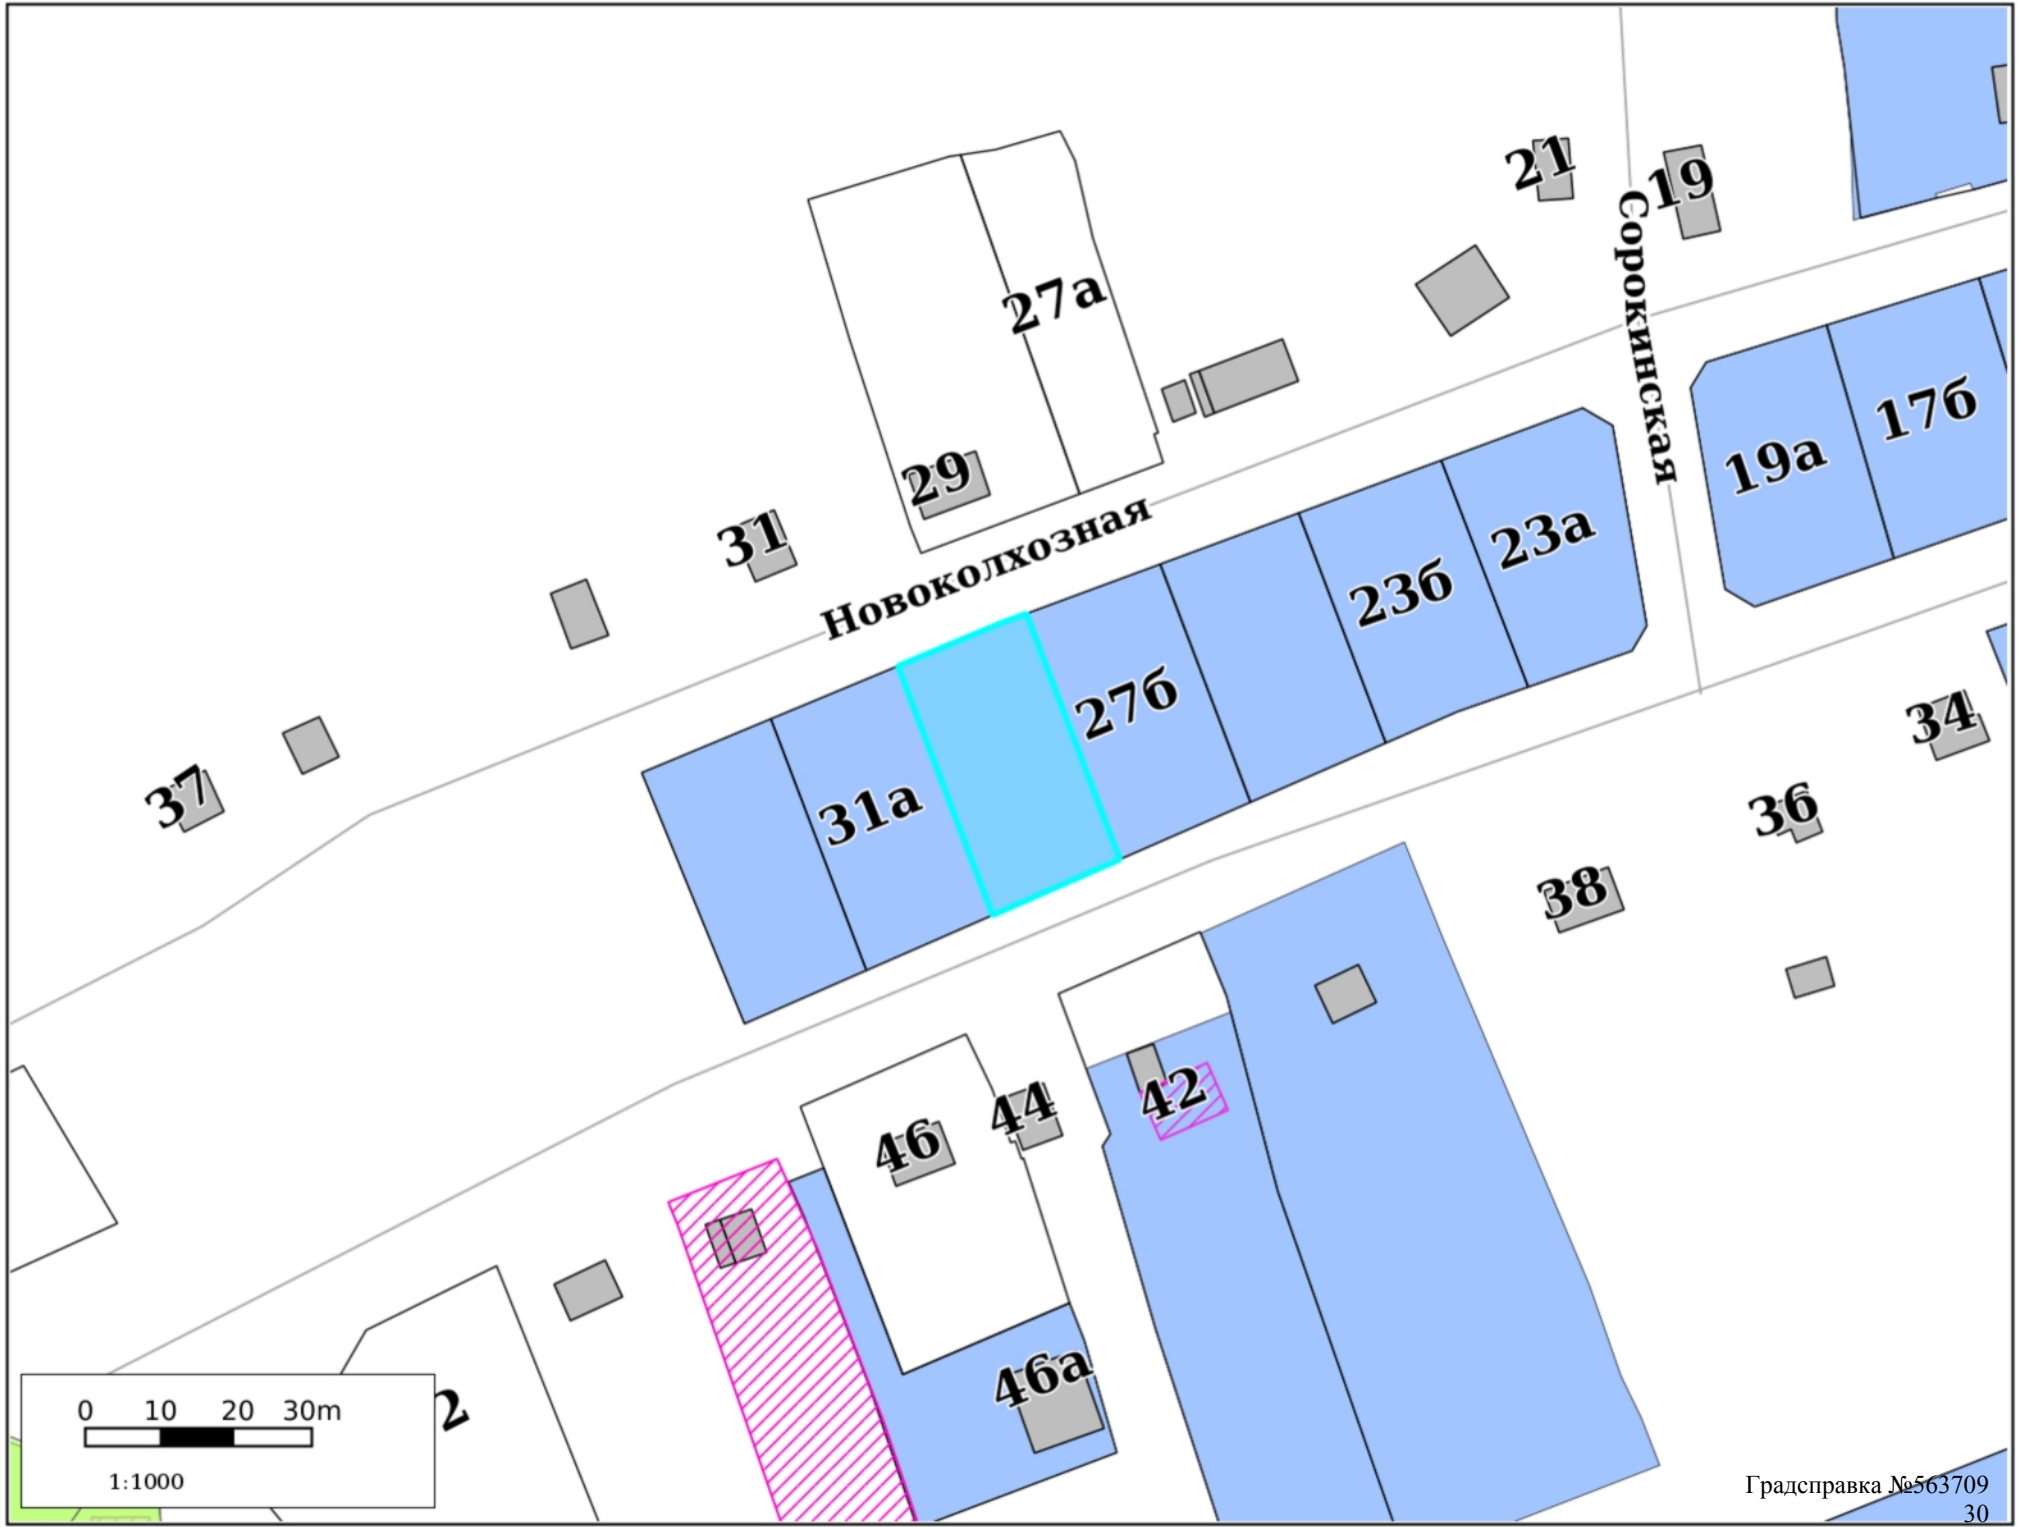 21
19
Сорокинская
27а
17б
19а
29
23а
31
Новоколхозная
23б
27б
34
37
31а
36
38
42
44
46
46а
2
0 10 20 30m
1:1000
Градсправка №563709
30